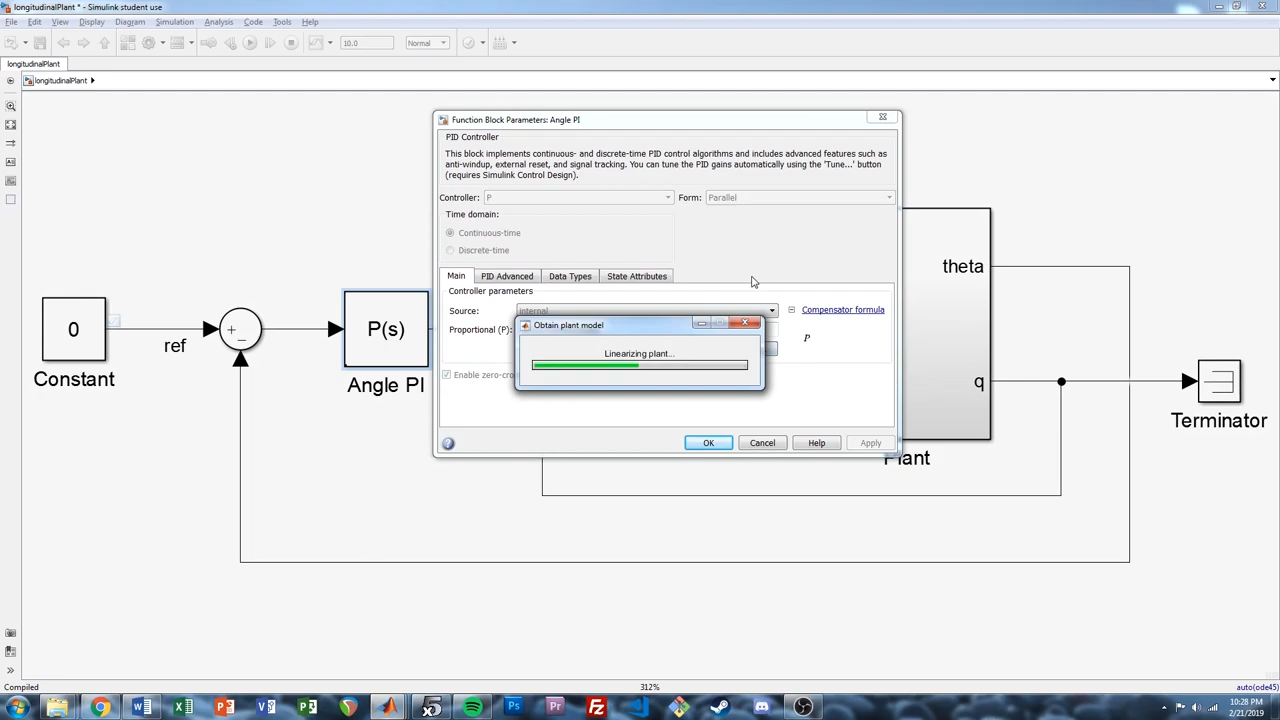 longitudinalPlant * - Simulink student use
File Edit View Display Diagram Simulation Analysis Code Tools Help
10.0 Normal
longitudinalPlant
longitudinalPlant
Function Block Parameters: Angle PI
PID Controller
This block implements continuous- and discrete-time PID control algorithms and includes advanced features such as
anti-windup, external reset, and signal tracking. You can tune the PID gains automatically using the 'Tune...' button
(requires Simulink Control Design).
Controller: P Form: Parallel
Time domain:
Continuous-time
Discrete-time
Main PID Advanced Data Types State Attributes
Controller parameters
Source: internal Compensator formula
Proportional (P):
P
Obtain plant model
Linearizing plant...
Enable zero-cro
OK Cancel Help Apply
0
Constant
ref
+
−
P(s)
Angle PI
theta
q
Plant
Terminator
Compiled 312% auto(ode45)
10:28 PM
2/21/2019